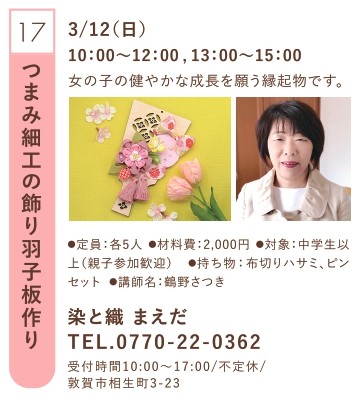 17
つまみ細工の飾り羽子板作り
3/12(日)
10:00〜12:00 , 13:00〜15:00
女の子の健やかな成長を願う縁起物です。
●定員：各5人 ●材料費：2,000円 ●対象：中学生以
上(親子参加歓迎) ●持ち物：布切りハサミ、ピン
セット ●講師名：鶴野さつき
染と織 まえだ
TEL.0770-22-0362
受付時間10:00〜17:00/不定休/
敦賀市相生町3-23